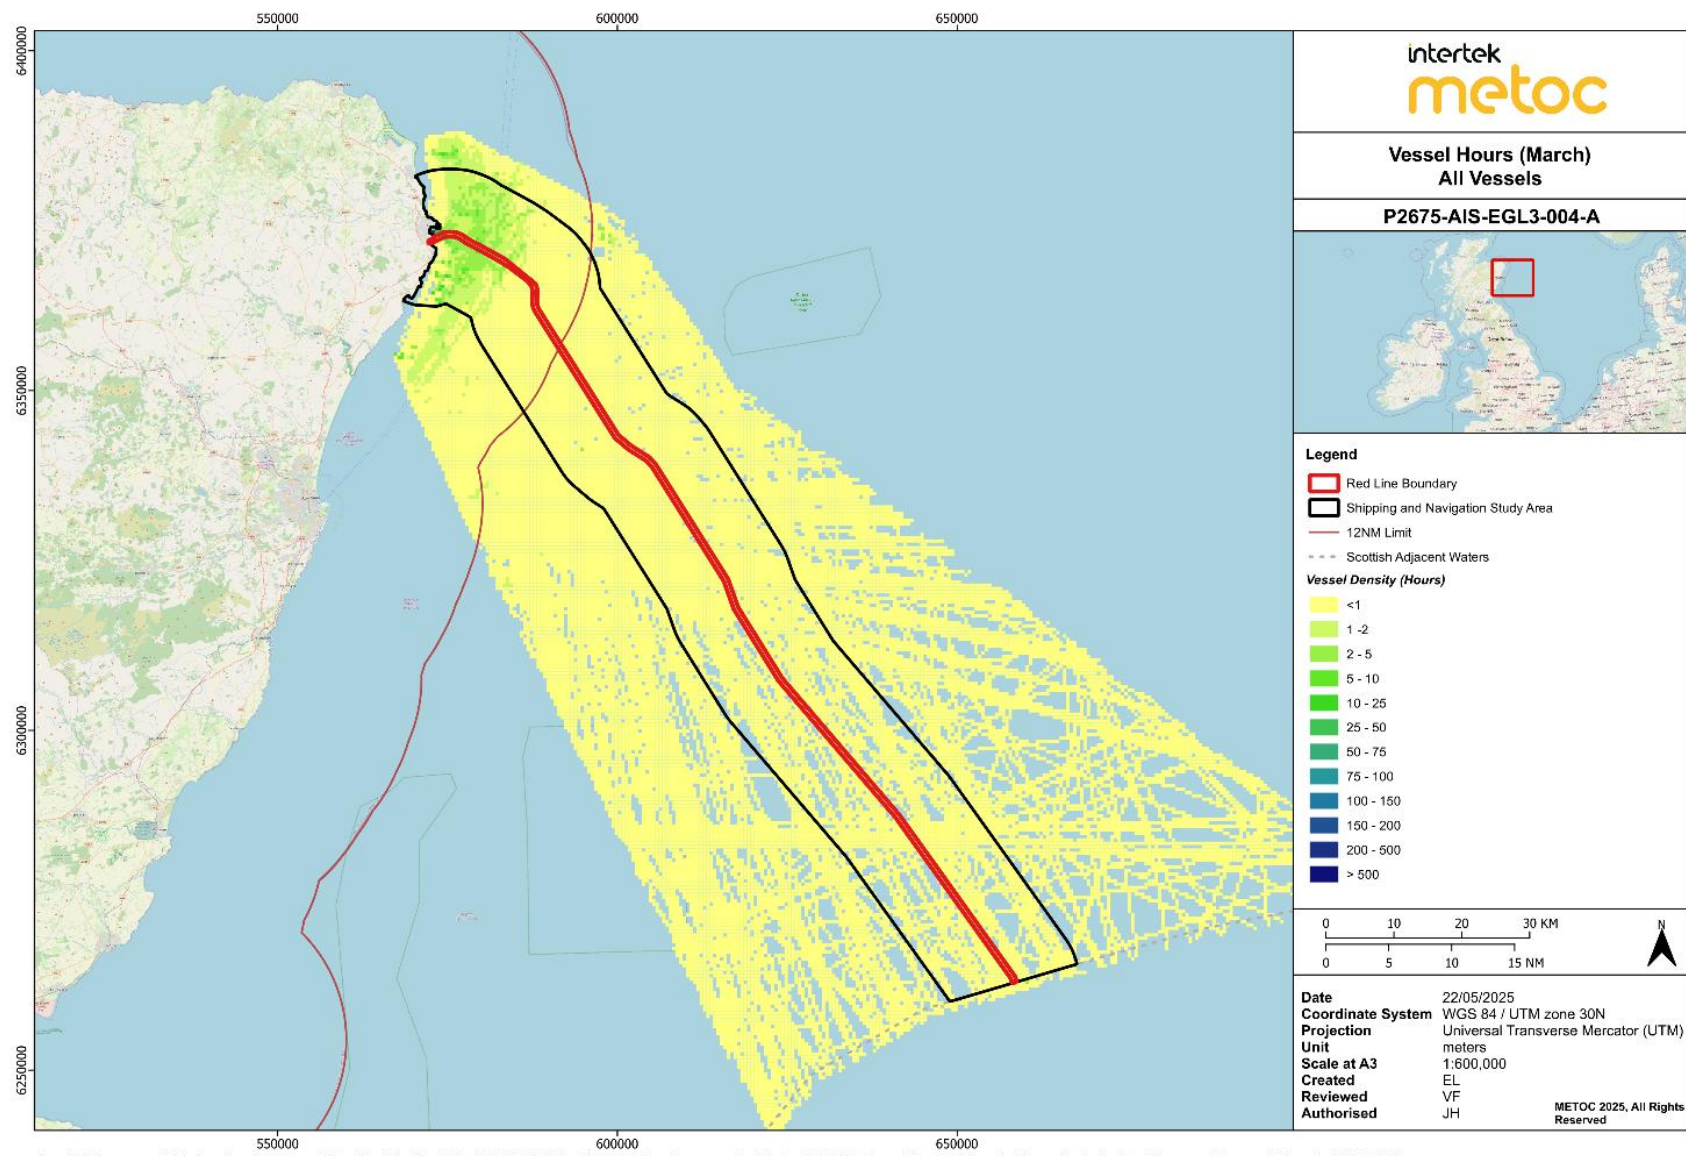 550000
600000
650000
6400000
6350000
6300000
6250000
550000
600000
650000
intertek
metoc
Vessel Hours (March)
All Vessels
P2675-AIS-EGL3-004-A
Legend
Red Line Boundary
Shipping and Navigation Study Area
12NM Limit
Scottish Adjacent Waters
Vessel Density (Hours)
<1
1 -2
2 - 5
5 - 10
10 - 25
25 - 50
50 - 75
75 - 100
100 - 150
150 - 200
200 - 500
> 500
0 10 20 30 KM
0 5 10 15 NM
N
Date 22/05/2025
Coordinate System WGS 84 / UTM zone 30N
Projection Universal Transverse Mercator (UTM)
Unit meters
Scale at A3 1:600,000
Created EL
Reviewed VF
Authorised JH
METOC 2025, All Rights
Reserved